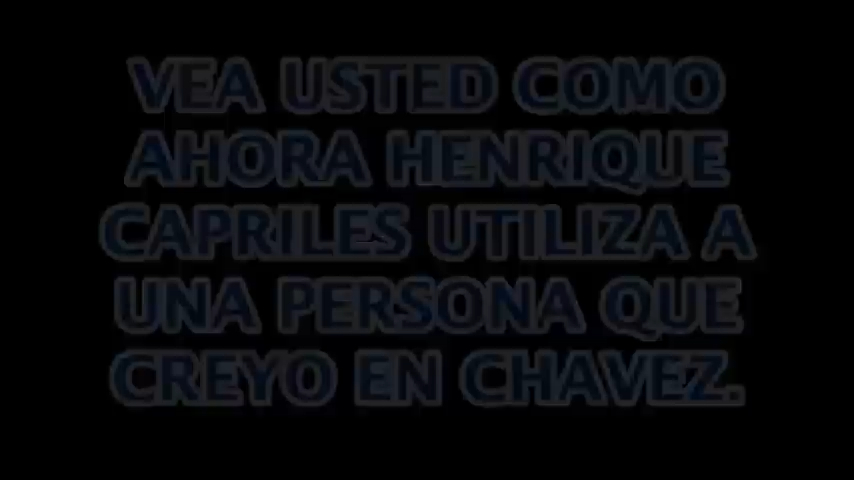 VEA USTED COMO
AHORA HENRIQUE
CAPRILES UTILIZA A
UNA PERSONA QUE
CREYO EN CHAVEZ.